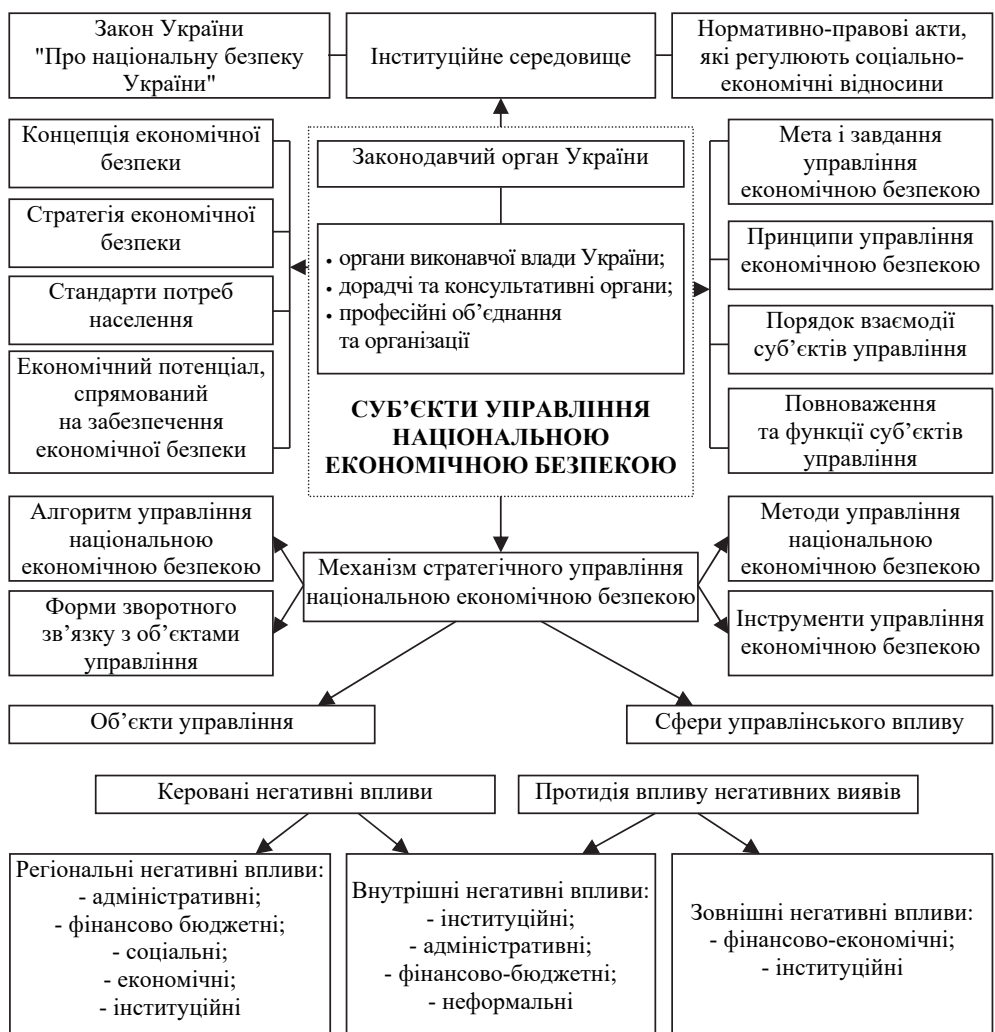 Закон України
"Про національну безпеку
України"
Інституційне середовище
Нормативно-правові акти,
які регулюють соціально-
економічні відносини
Концепція економічної
безпеки
Стратегія економічної
безпеки
Стандарти потреб
населення
Економічний потенціал,
спрямований
на забезпечення
економічної безпеки
Законодавчий орган України
• органи виконавчої влади України;
• дорадчі та консультативні органи;
• професійні об’єднання
та організації
СУБ’ЄКТИ УПРАВЛІННЯ
НАЦІОНАЛЬНОЮ
ЕКОНОМІЧНОЮ БЕЗПЕКОЮ
Мета і завдання
управління
економічною безпекою
Принципи управління
економічною безпекою
Порядок взаємодії
суб’єктів управління
Повноваження
та функції суб’єктів
управління
Алгоритм управління
національною
економічною безпекою
Форми зворотного
зв’язку з об’єктами
управління
Механізм стратегічного управління
національною економічною безпекою
Методи управління
національною
економічною безпекою
Інструменти управління
економічною безпекою
Об’єкти управління
Сфери управлінського впливу
Керовані негативні впливи
Протидія впливу негативних виявів
Регіональні негативні впливи:
- адміністративні;
- фінансово бюджетні;
- соціальні;
- економічні;
- інституційні
Внутрішні негативні впливи:
- інституційні;
- адміністративні;
- фінансово-бюджетні;
- неформальні
Зовнішні негативні впливи:
- фінансово-економічні;
- інституційні